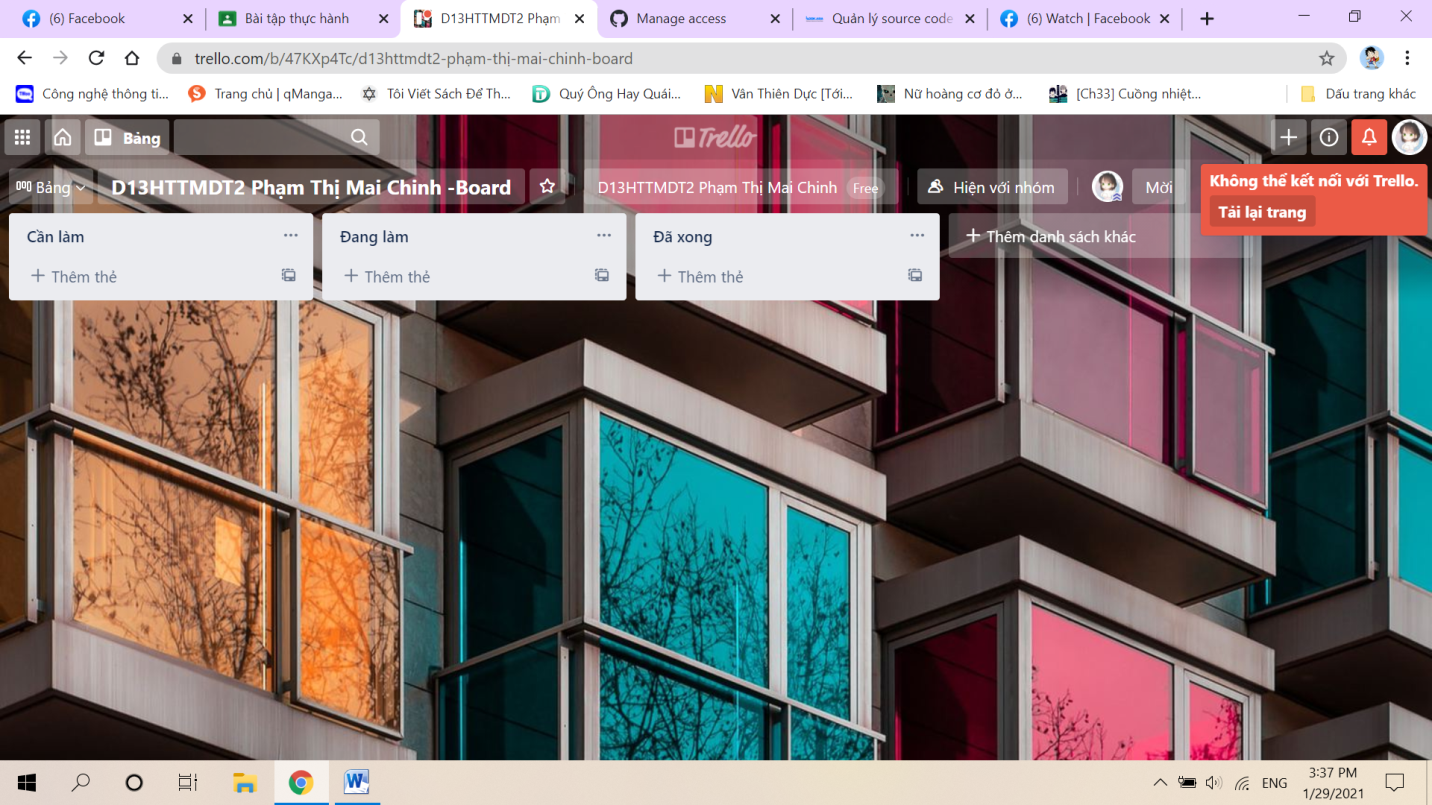 (6) Facebook
Bài tập thực hành
D13HTTMDT2 Phạm
Manage access
Quản lý source code
(6) Watch | Facebook
trello.com/b/47KXp4Tc/d13httmdt2-phạm-thị-mai-chinh-board
Công nghệ thông ti...
Trang chủ | qManga...
Tôi Viết Sách Để Th...
Quý Ông Hay Quái...
Vân Thiên Dực [Tới...
Nữ hoàng cơ đỏ ở...
[Ch33] Cuồng nhiệt...
Dấu trang khác
Bảng
Trello
Bảng
D13HTTMDT2 Phạm Thị Mai Chinh -Board
D13HTTMDT2 Phạm Thị Mai Chinh Free
Hiện với nhóm
Mời
Không thể kết nối với Trello.
Tải lại trang
Cần làm
Đang làm
Đã xong
Thêm danh sách khác
Thêm thẻ
Thêm thẻ
Thêm thẻ
ENG
3:37 PM
1/29/2021